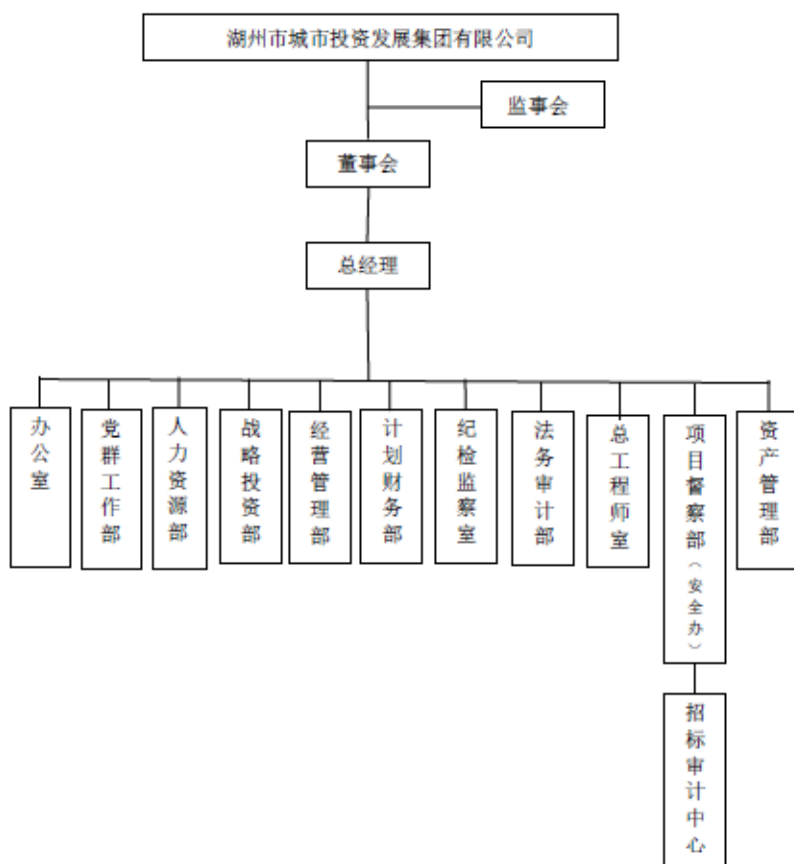 湖州市城市投资发展集团有限公司
监事会
董事会
总经理
办公室
党群工作部
人力资源部
战略投资部
经营管理部
计划财务部
纪检监察室
法务审计部
总工程师室
项目督察部（安全办）
资产管理部
招标审计中心